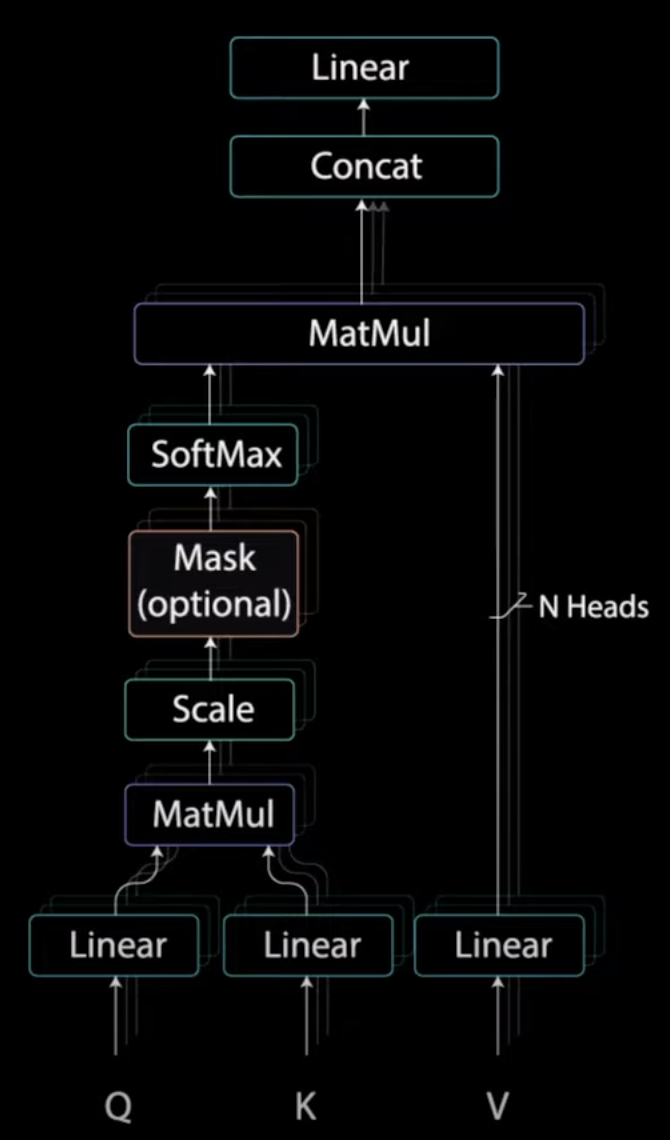 Linear
Concat
MatMul
SoftMax
Mask
(optional)
N Heads
Scale
MatMul
Linear
Linear
Linear
Q
K
V